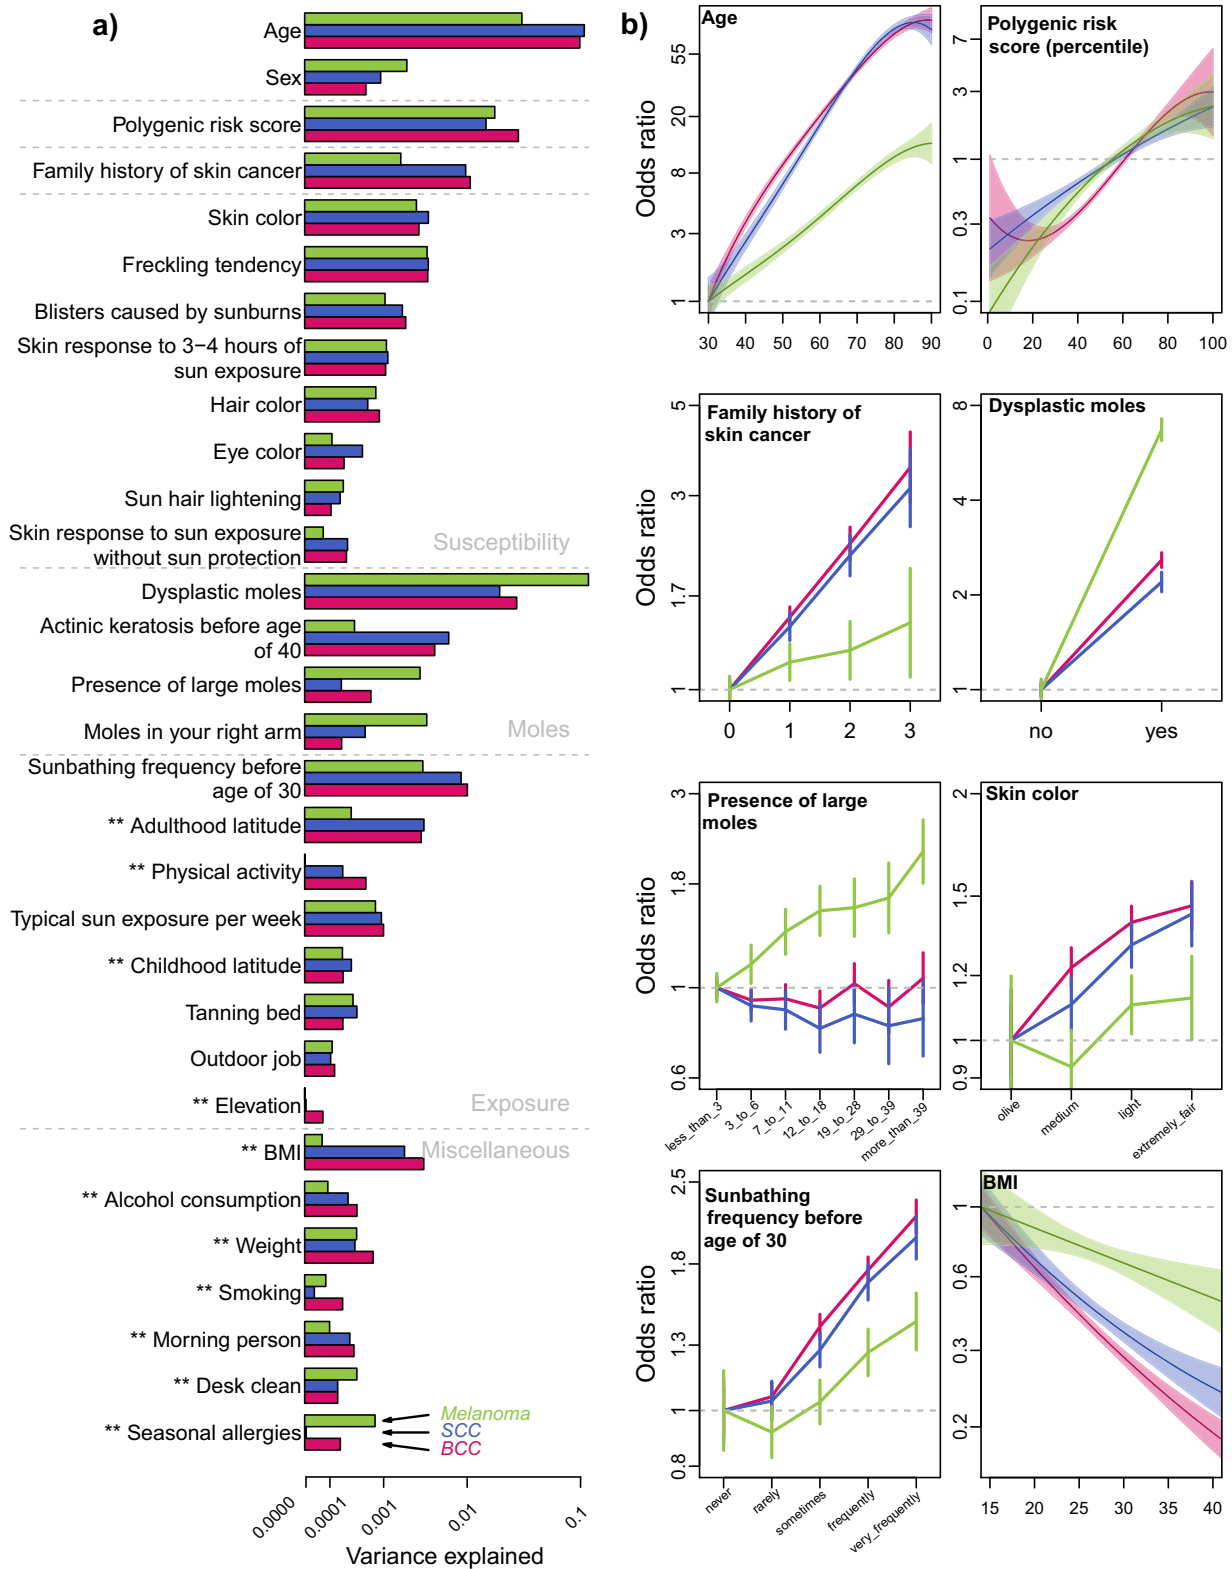 a)
Age
Sex
Polygenic risk score
Family history of skin cancer
Skin color
Freckling tendency
Blisters caused by sunburns
Skin response to 3−4 hours of
sun exposure
Hair color
Eye color
Sun hair lightening
Skin response to sun exposure
without sun protection
Susceptibility
Dysplastic moles
Actinic keratosis before age
of 40
Presence of large moles
Moles in your right arm
Moles
Sunbathing frequency before
age of 30
** Adulthood latitude
** Physical activity
Typical sun exposure per week
** Childhood latitude
Tanning bed
Outdoor job
** Elevation
Exposure
** BMI
Miscellaneous
** Alcohol consumption
** Weight
** Smoking
** Morning person
** Desk clean
** Seasonal allergies
Melanoma
SCC
BCC
0.0000
0.0001
0.001
0.01
0.1
Variance explained
b)
Age
Odds ratio
55
20
8
3
1
30 40 50 60 70 80 90
Polygenic risk
score (percentile)
7
3
1
0.33
0.1
0 20 40 60 80 100
Family history of
skin cancer
Odds ratio
5
3
1.7
1
0 1 2 3
Dysplastic moles
8
4
2
1
no yes
Presence of large
moles
Odds ratio
3
1.8
1
0.6
less_than_3
3_to_6
7_to_11
12_to_18
19_to_28
29_to_39
more_than_39
Skin color
2
1.5
1.2
1
0.9
olive
medium
light
extremely_fair
Sunbathing
frequency before
age of 30
Odds ratio
2.5
1.8
1.3
1
0.8
never
rarely
sometimes
frequently
very_frequently
BMI
1
0.6
0.3
0.2
15 20 25 30 35 40